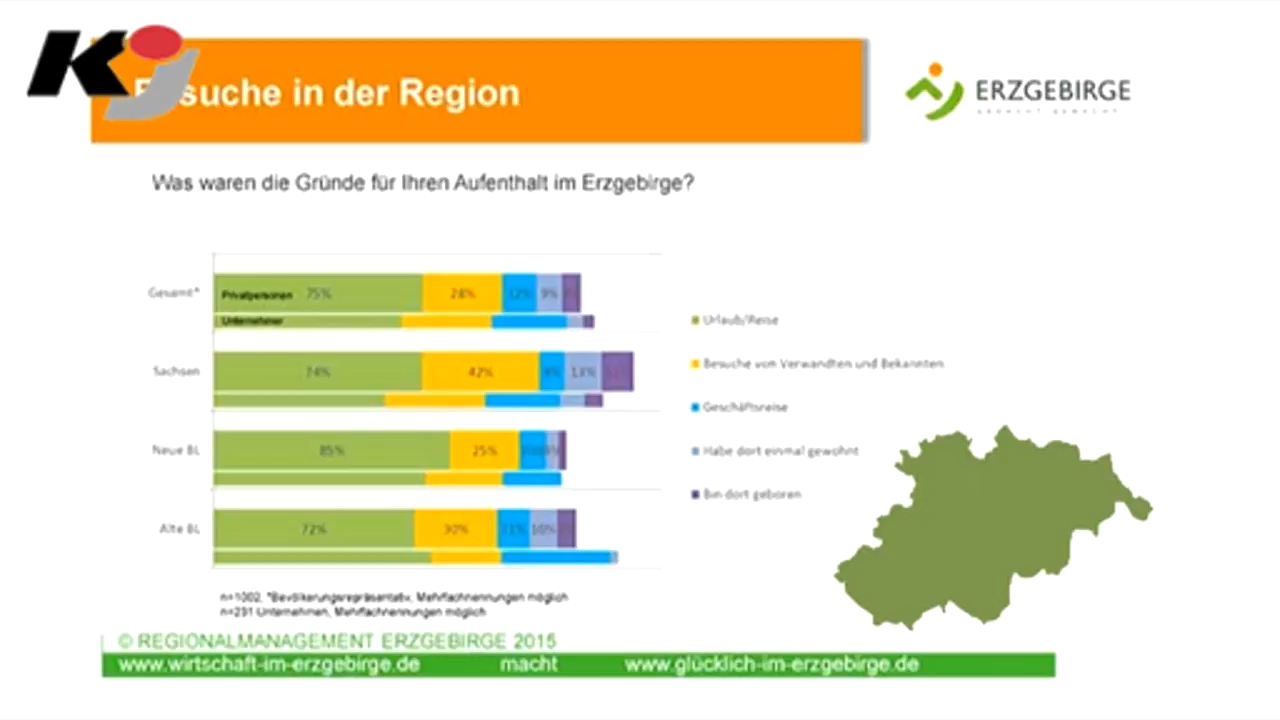 KJ
Besuche in der Region
ERZGEBIRGE
Was waren die Gründe für Ihren Aufenthalt im Erzgebirge?
Gesamt* Privatpersonen 75% 28% 12% 9%
Unternehmer
Sachsen 74% 42% 9% 13%
Neue BL 85% 25%
Alte BL 72% 30% 11% 10%
Urlaub/Reise
Besuche von Verwandten und Bekannten
Geschäftsreise
Habe dort einmal gewohnt
Bin dort geboren
n=1002, *Bevölkerungsrepräsentativ, Mehrfachnennungen möglich
n=231 Unternehmen, Mehrfachnennungen möglich
© REGIONALMANAGEMENT ERZGEBIRGE 2015
www.wirtschaft-im-erzgebirge.de macht www.glücklich-im-erzgebirge.de